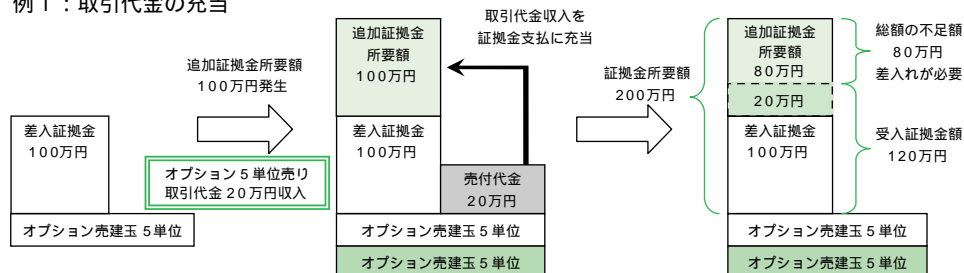 例１：取引代金の充当
差入証拠金
100万円
オプション売建玉５単位
追加証拠金所要額
100万円発生
オプション５単位売り
取引代金２０万円収入
追加証拠金
所要額
100万円
差入証拠金
100万円
取引代金収入を
証拠金支払に充当
売付代金
20万円
オプション売建玉５単位
オプション売建玉５単位
証拠金所要額
200万円
追加証拠金
所要額
80万円
20万円
差入証拠金
100万円
オプション売建玉５単位
オプション売建玉５単位
総額の不足額
８０万円
差入れが必要
受入証拠金額
120万円